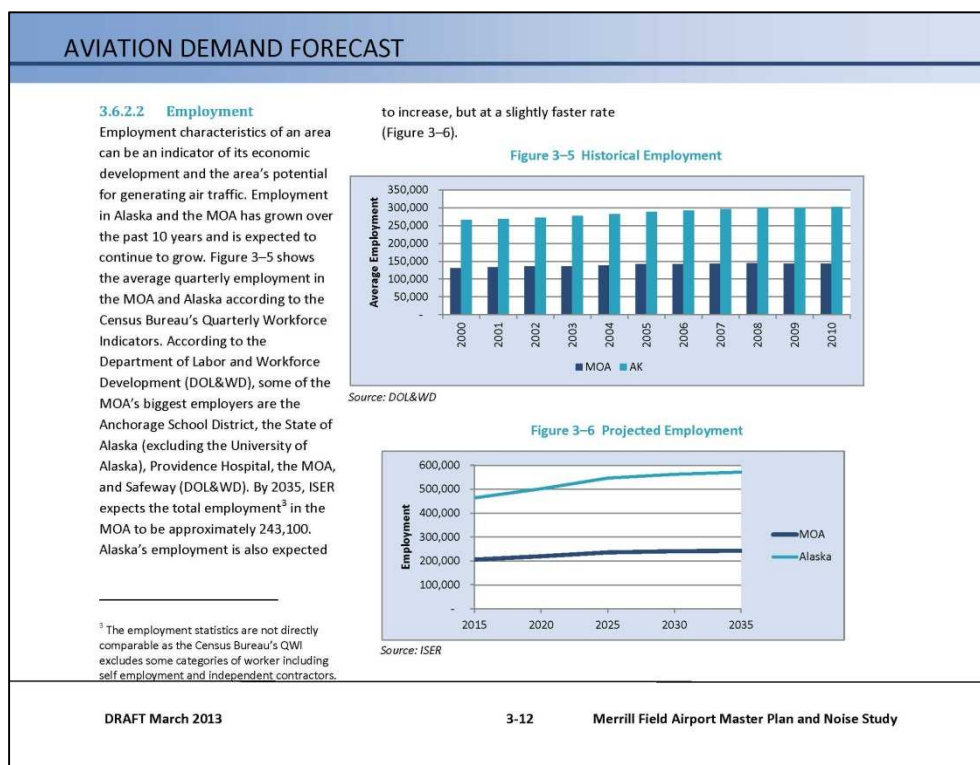 AVIATION DEMAND FORECAST
3.6.2.2 Employment
Employment characteristics of an area
can be an indicator of its economic
development and the area's potential
for generating air traffic. Employment
in Alaska and the MOA has grown over
the past 10 years and is expected to
continue to grow. Figure 3–5 shows
the average quarterly employment in
the MOA and Alaska according to the
Census Bureau's Quarterly Workforce
Indicators. According to the
Department of Labor and Workforce
Development (DOL&WD), some of the
MOA's biggest employers are the
Anchorage School District, the State of
Alaska (excluding the University of
Alaska), Providence Hospital, the MOA,
and Safeway (DOL&WD). By 2035, ISER
expects the total employment³ in the
MOA to be approximately 243,100.
Alaska's employment is also expected
³ The employment statistics are not directly
comparable as the Census Bureau's QWI
excludes some categories of worker including
self employment and independent contractors.
to increase, but at a slightly faster rate
(Figure 3–6).
Figure 3–5 Historical Employment
Average Employment
350,000
300,000
250,000
200,000
150,000
100,000
50,000
-
2000 2001 2002 2003 2004 2005 2006 2007 2008 2009 2010
MOA AK
Source: DOL&WD
Figure 3–6 Projected Employment
Employment
600,000
500,000
400,000
300,000
200,000
100,000
-
2015 2020 2025 2030 2035
MOA
Alaska
Source: ISER
DRAFT March 2013 3-12 Merrill Field Airport Master Plan and Noise Study